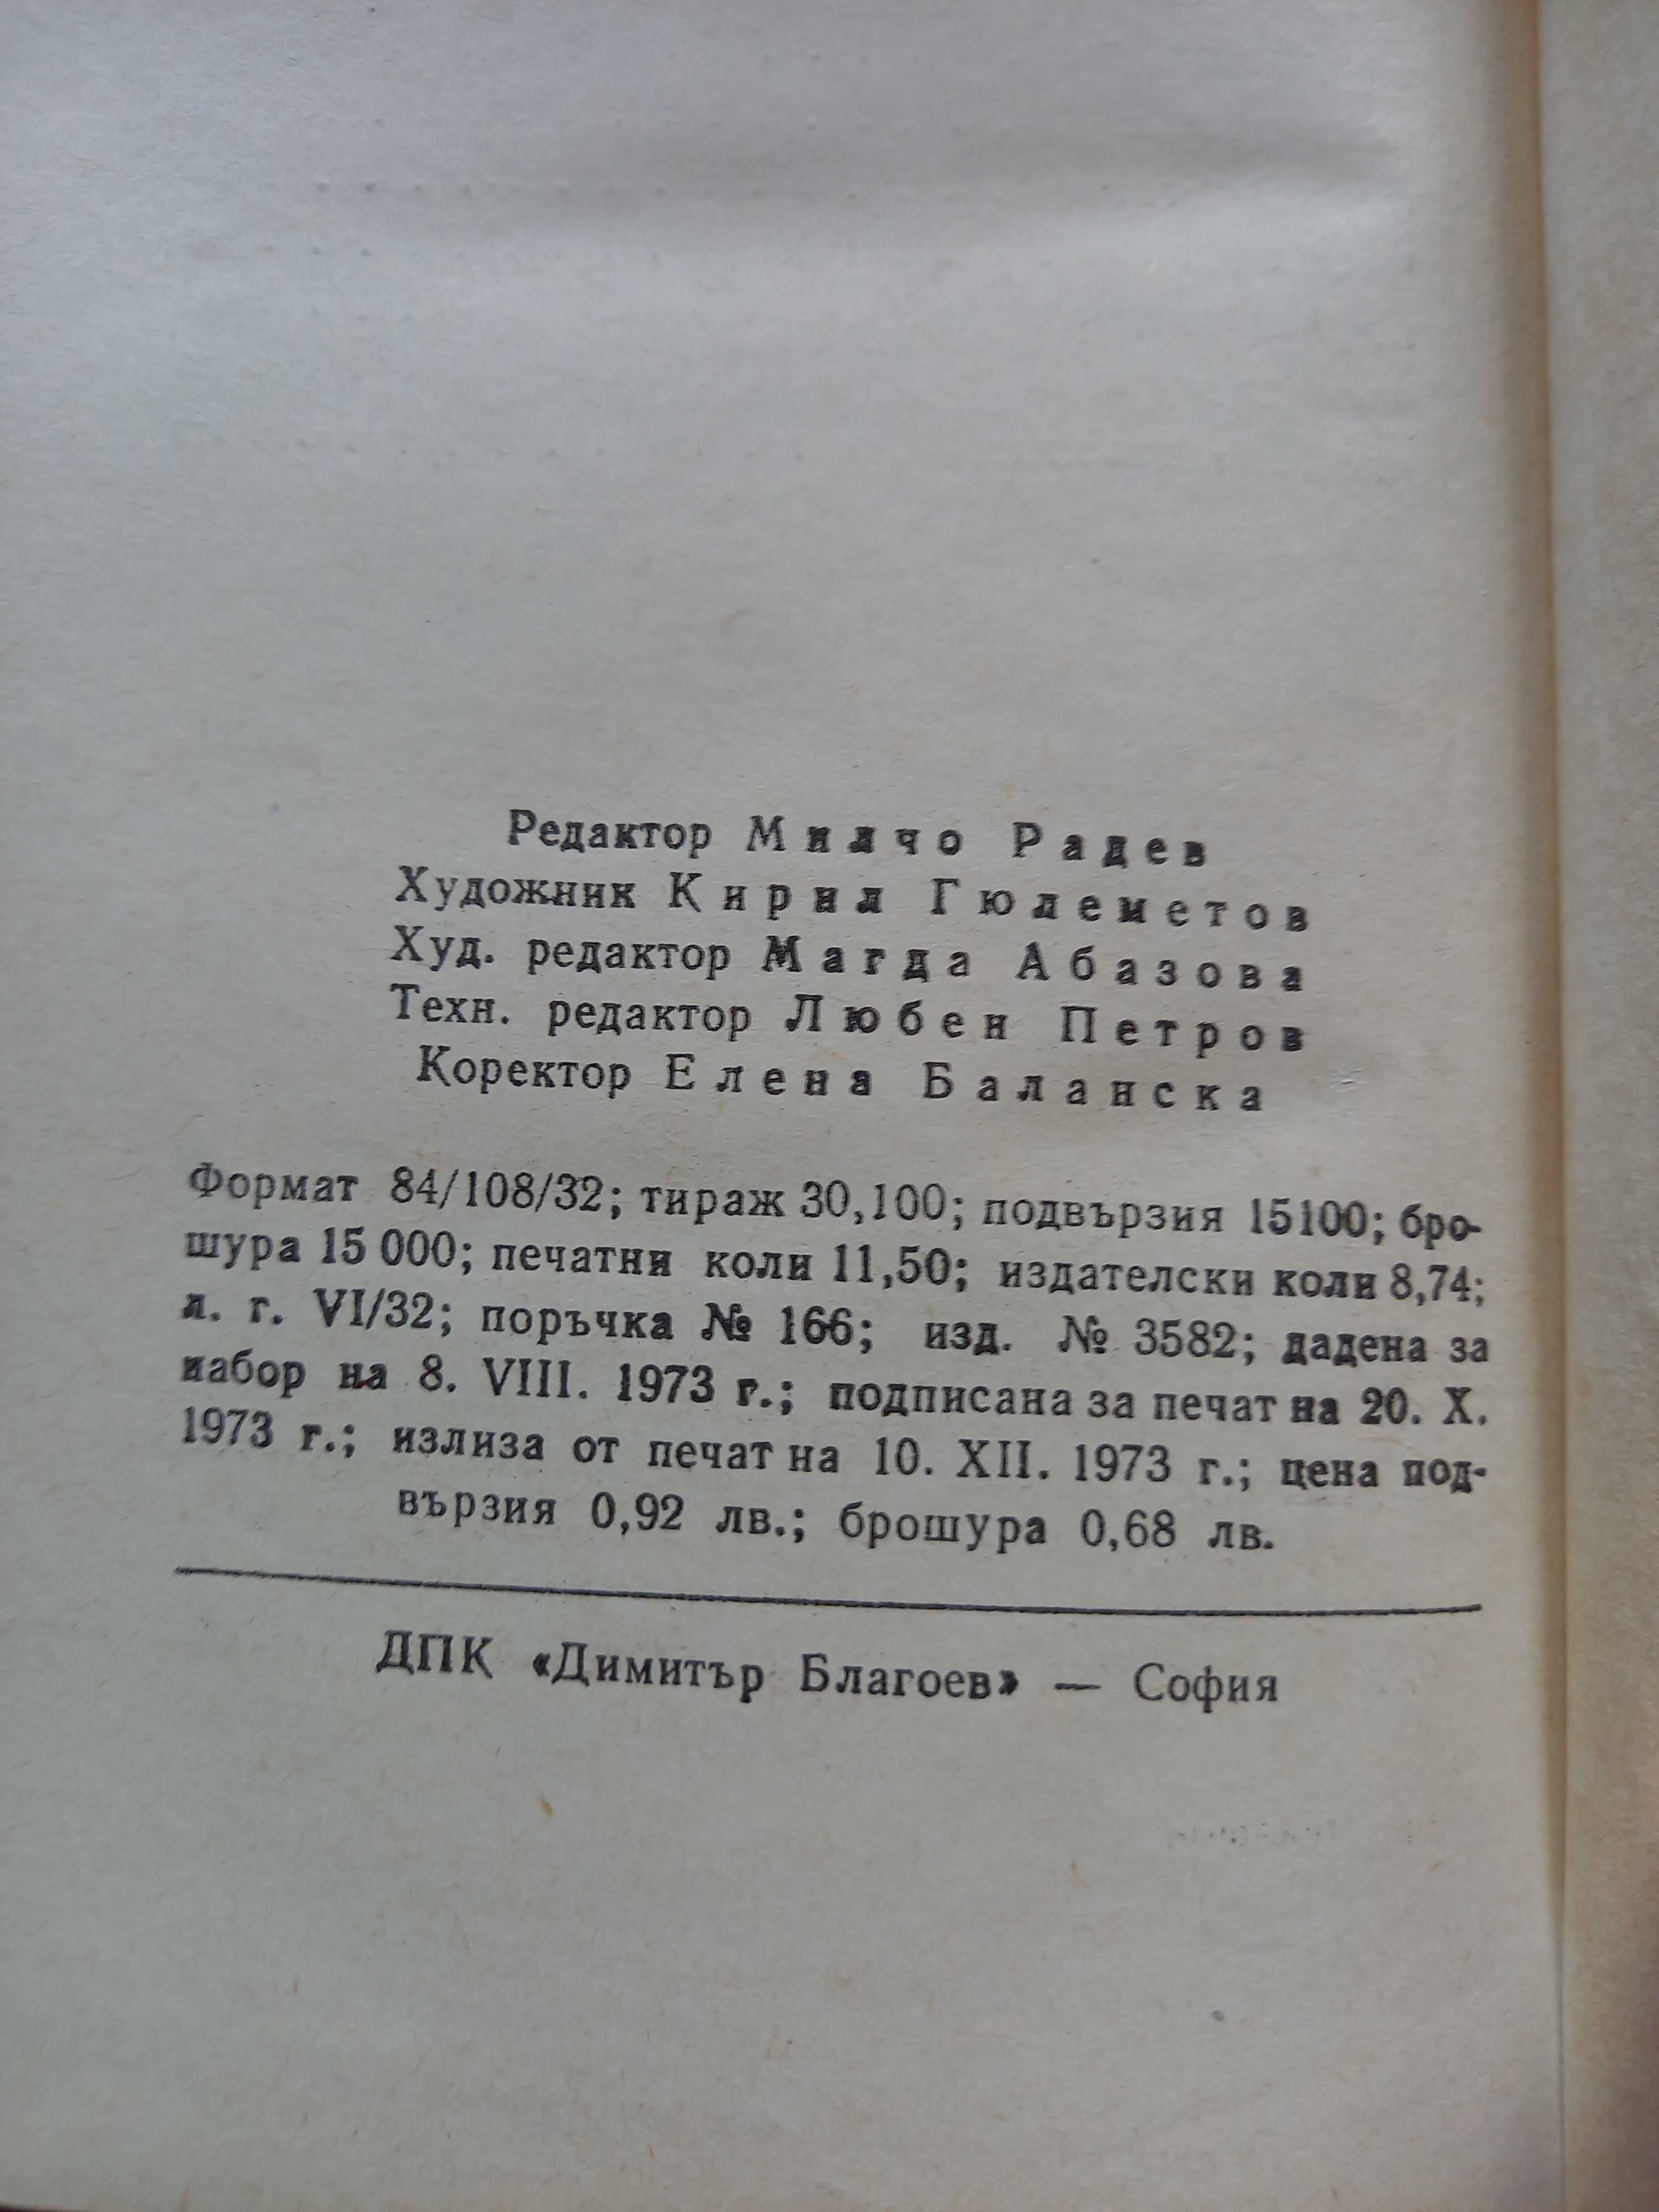 Редактор Милчо Радев
Художник Кирил Гюлеметов
Худ. редактор Магда Абазова
Техн. редактор Любен Петров
Коректор Елена Баланска
Формат 84/108/32; тираж 30,100; подвързия 15100; бро-
шура 15 000; печатни коли 11,50; издателски коли 8,74;
л. г. VI/32; поръчка № 166; изд. № 3582; дадена за
набор на 8. VIII. 1973 г.; подписана за печат на 20. X.
1973 г.; излиза от печат на 10. XII. 1973 г.; цена под-
вързия 0,92 лв.; брошура 0,68 лв.
ДПК «Димитър Благоев» — София